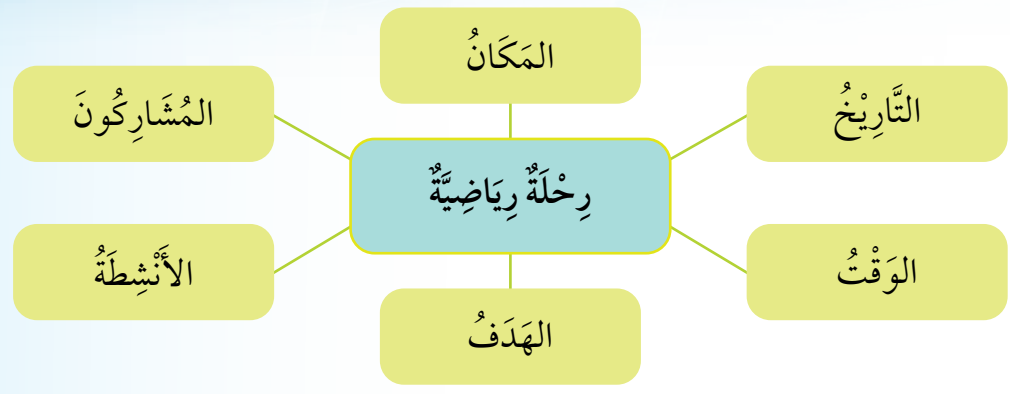 المَكَانُ
التَّارِيْخُ
المُشَارِكُونَ
رِحْلَةٌ رِيَاضِيَّةٌ
الوَقْتُ
الأَنْشِطَةُ
الهَدَفُ